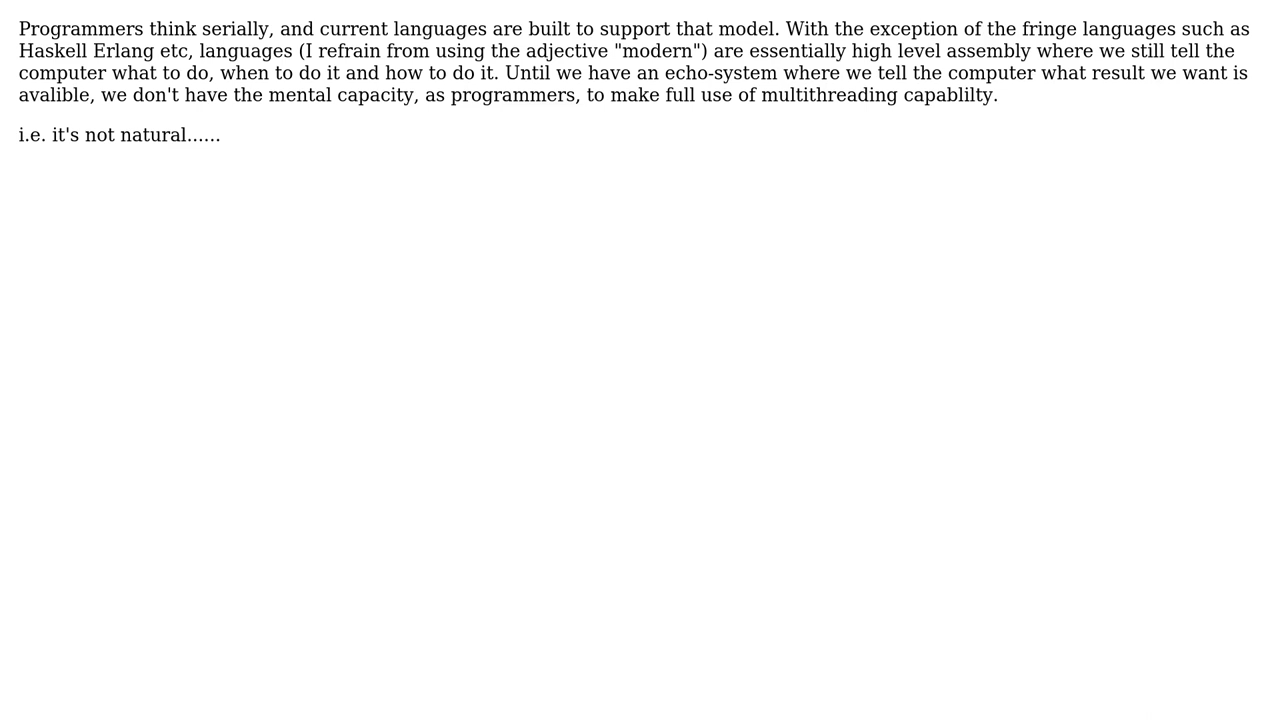 Programmers think serially, and current languages are built to support that model. With the exception of the fringe languages such as
Haskell Erlang etc, languages (I refrain from using the adjective "modern") are essentially high level assembly where we still tell the
computer what to do, when to do it and how to do it. Until we have an echo-system where we tell the computer what result we want is
avalible, we don't have the mental capacity, as programmers, to make full use of multithreading capablilty.
i.e. it's not natural......